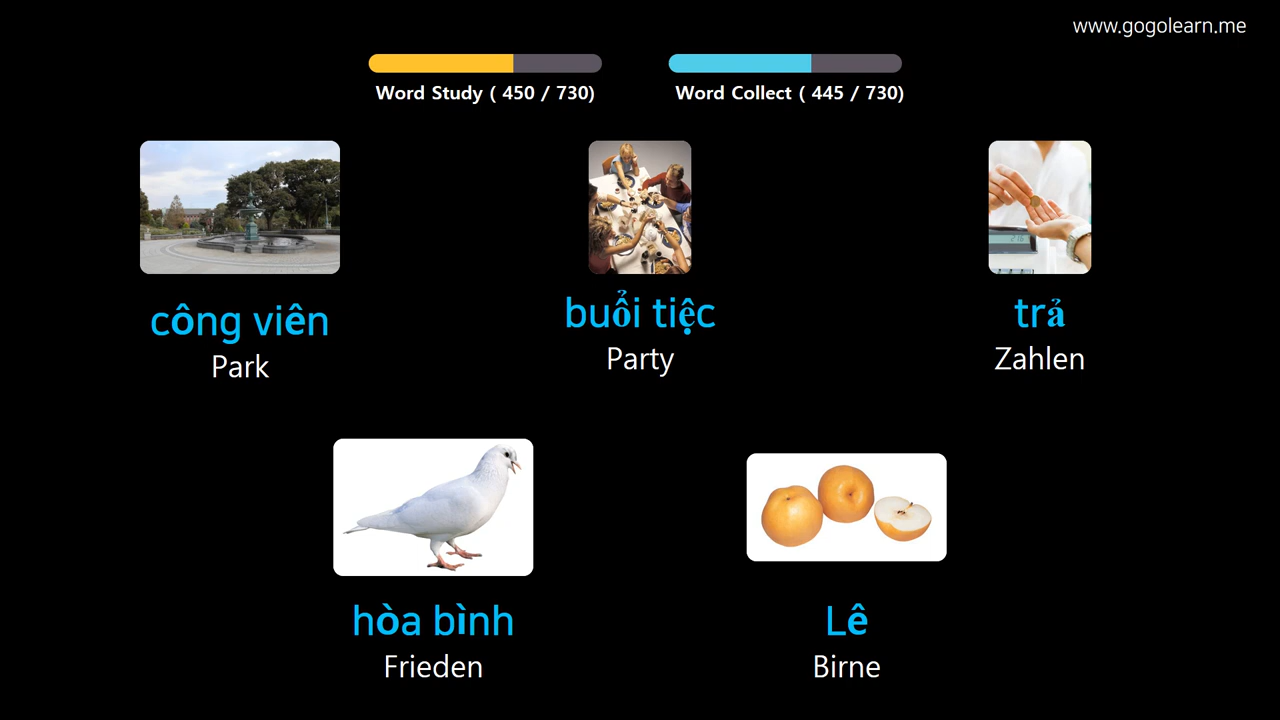 www.gogolearn.me
Word Study ( 450 / 730)
Word Collect ( 445 / 730)
công viên
Park
buổi tiệc
Party
trả
Zahlen
hòa bình
Frieden
Lê
Birne